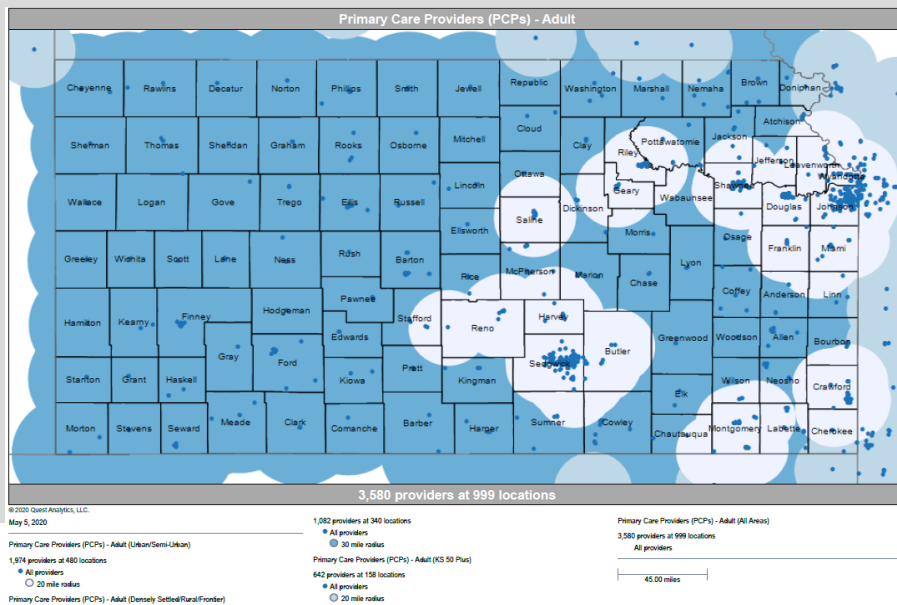 Primary Care Providers (PCPs) - Adult
Cheyenne Rawlins Decatur Norton Phillips Smith Jewell Republic Washington Marshall Nemaha Brown Doniphan
Sherman Thomas Sheridan Graham Rooks Osborne Mitchell Cloud Clay Riley Pottawatomie Jackson Atchison
Jefferson Leavenworth Wyandotte
Wallace Logan Gove Trego Ellis Russell Lincoln Ottawa Saline Dickinson Geary Wabaunsee Shawnee Douglas Johnson
Greeley Wichita Scott Lane Ness Rush Barton Ellsworth McPherson Marion Morris Chase Lyon Osage Franklin Miami
Hamilton Kearny Finney Hodgeman Pawnee Stafford Rice Reno Harvey Coffey Anderson Linn
Gray Ford Edwards Sedgwick Butler Greenwood Woodson Allen Bourbon
Stanton Grant Haskell Kiowa Pratt Kingman Elk Wilson Neosho Crawford
Morton Stevens Seward Meade Clark Comanche Barber Harper Sumner Cowley Chautauqua Montgomery Labette Cherokee
3,580 providers at 999 locations
© 2020 Quest Analytics, LLC.
May 5, 2020
Primary Care Providers (PCPs) - Adult (Urban/Semi-Urban)
1,974 providers at 480 locations
All providers
20 mile radius
Primary Care Providers (PCPs) - Adult (Densely Settled/Rural/Frontier)
1,082 providers at 340 locations
All providers
30 mile radius
Primary Care Providers (PCPs) - Adult (KS 50 Plus)
642 providers at 158 locations
All providers
20 mile radius
Primary Care Providers (PCPs) - Adult (All Areas)
3,580 providers at 999 locations
All providers
45.00 miles